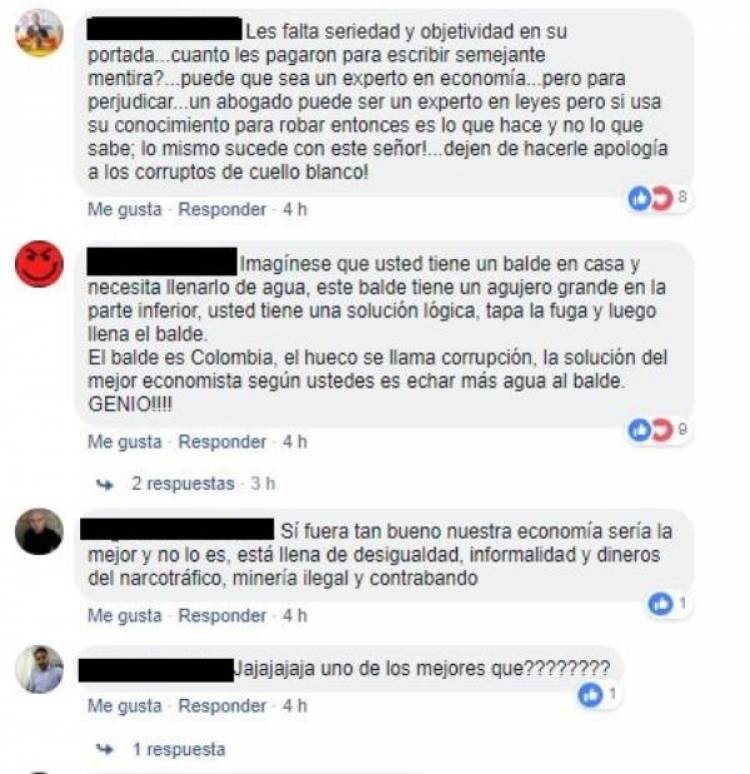 Les falta seriedad y objetividad en su
portada...cuanto les pagaron para escribir semejante
mentira?...puede que sea un experto en economía...pero para
perjudicar...un abogado puede ser un experto en leyes pero si usa
su conocimiento para robar entonces es lo que hace y no lo que
sabe; lo mismo sucede con este señor!...dejen de hacerle apología
a los corruptos de cuello blanco!
8
Me gusta · Responder · 4 h
Imagínese que usted tiene un balde en casa y
necesita llenarlo de agua, este balde tiene un agujero grande en la
parte inferior, usted tiene una solución lógica, tapa la fuga y luego
llena el balde.
El balde es Colombia, el hueco se llama corrupción, la solución del
mejor economista según ustedes es echar más agua al balde.
GENIO!!!!
9
Me gusta · Responder · 4 h
2 respuestas · 3 h
Sí fuera tan bueno nuestra economía sería la
mejor y no lo es, está llena de desigualdad, informalidad y dineros
del narcotráfico, minería ilegal y contrabando
1
Me gusta · Responder · 4 h
Jajajajaja uno de los mejores que????????
1
Me gusta · Responder · 4 h
1 respuesta